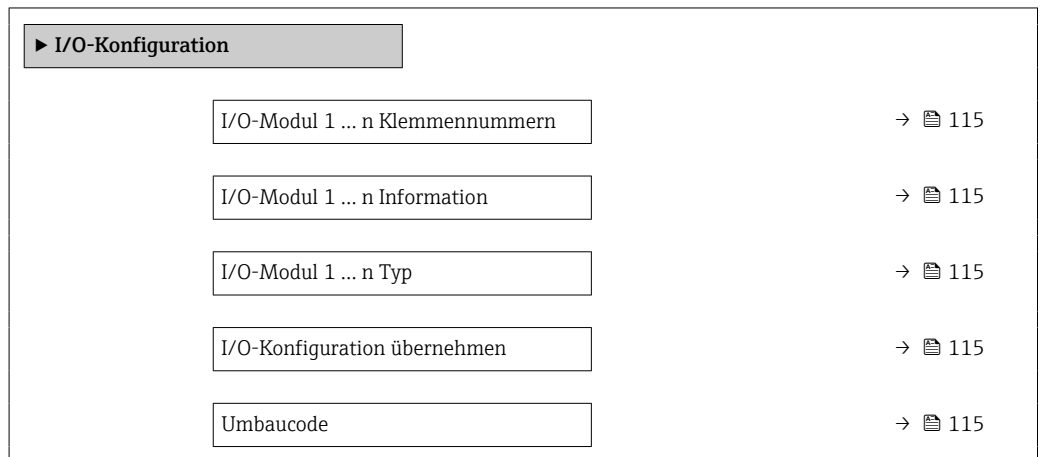 ► I/O-Konfiguration
I/O-Modul 1 ... n Klemmennummern → 115
I/O-Modul 1 ... n Information → 115
I/O-Modul 1 ... n Typ → 115
I/O-Konfiguration übernehmen → 115
Umbaucode → 115